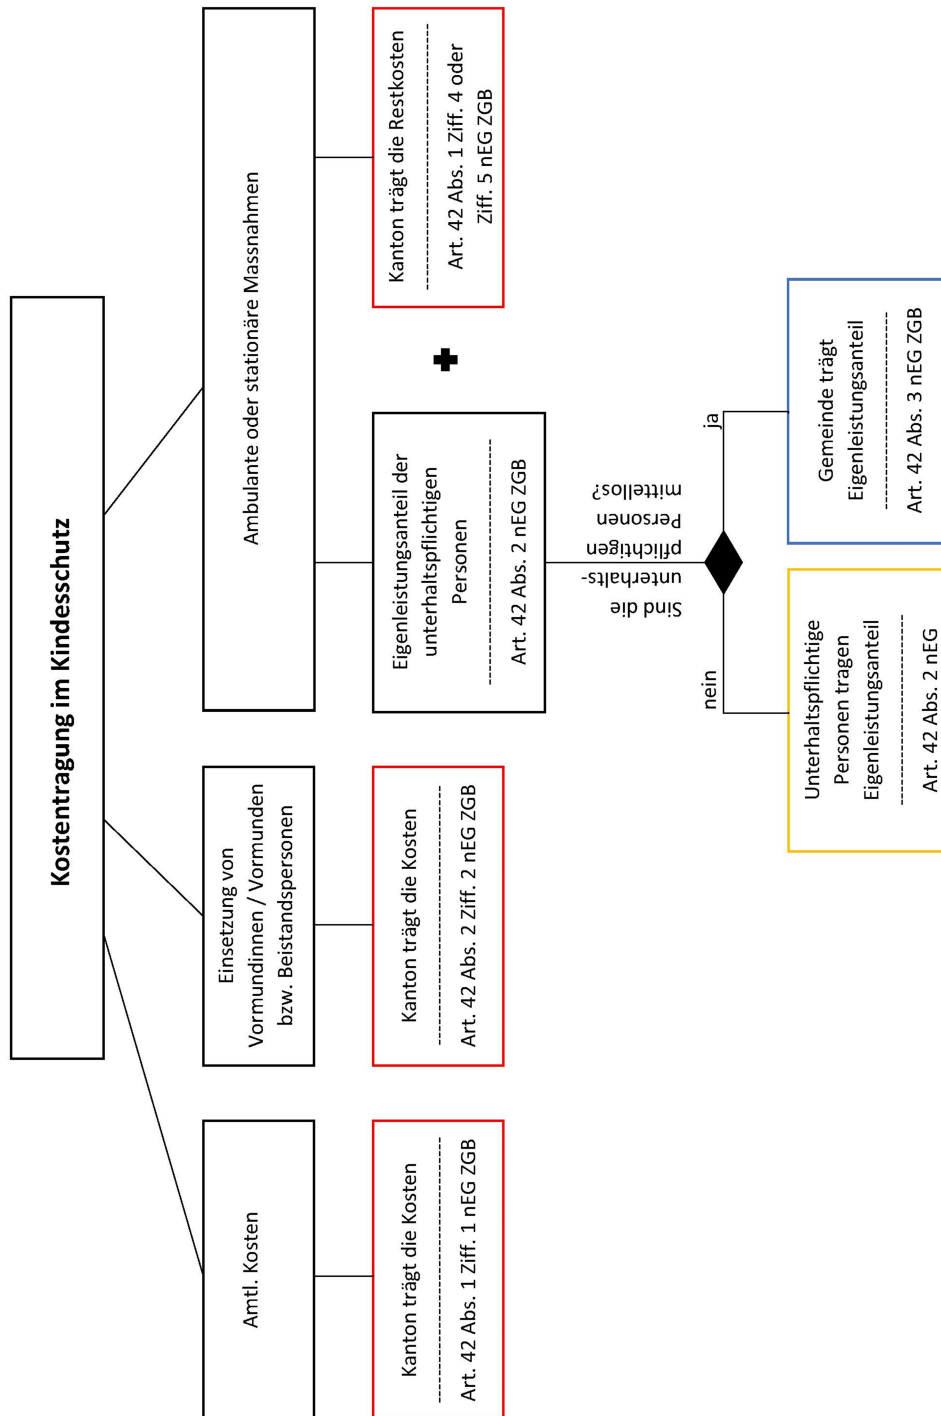 Kostentragung im Kindesschutz
Amtl. Kosten
Kanton trägt die Kosten
Art. 42 Abs. 1 Ziff. 1 nEG ZGB
Einsetzung von
Vormundinnen / Vormunden
bzw. Beistandspersonen
Kanton trägt die Kosten
Art. 42 Abs. 2 Ziff. 2 nEG ZGB
Ambulante oder stationäre Massnahmen
Eigenleistungsanteil der
unterhaltspflichtigen
Personen
Art. 42 Abs. 2 nEG ZGB
Kanton trägt die Restkosten
Art. 42 Abs. 1 Ziff. 4 oder
Ziff. 5 nEG ZGB
Sind die
unterhalts-
pflichtigen
Personen
mittellos?
nein
ja
Unterhaltspflichtige
Personen tragen
Eigenleistungsanteil
Art. 42 Abs. 2 nEG
Gemeinde trägt
Eigenleistungsanteil
Art. 42 Abs. 3 nEG ZGB